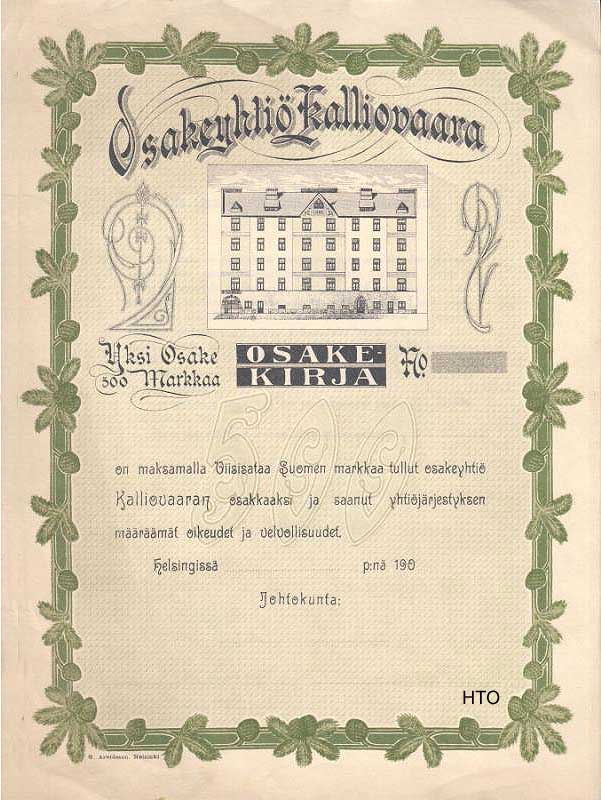 Osakeyhtiö Kalliovaara
Yksi Osake
500 Markkaa
OSAKE-
KIRJA
No.
500
on maksamalla Viisisataa Suomen markkaa tullut osakeyhtiö
Kalliovaaran osakkaaksi ja saanut yhtiöjärjestyksen
määräämät oikeudet ja velvollisuudet.
Helsingissä p:nä 190
Johtokunta:
HTO
Helsinki